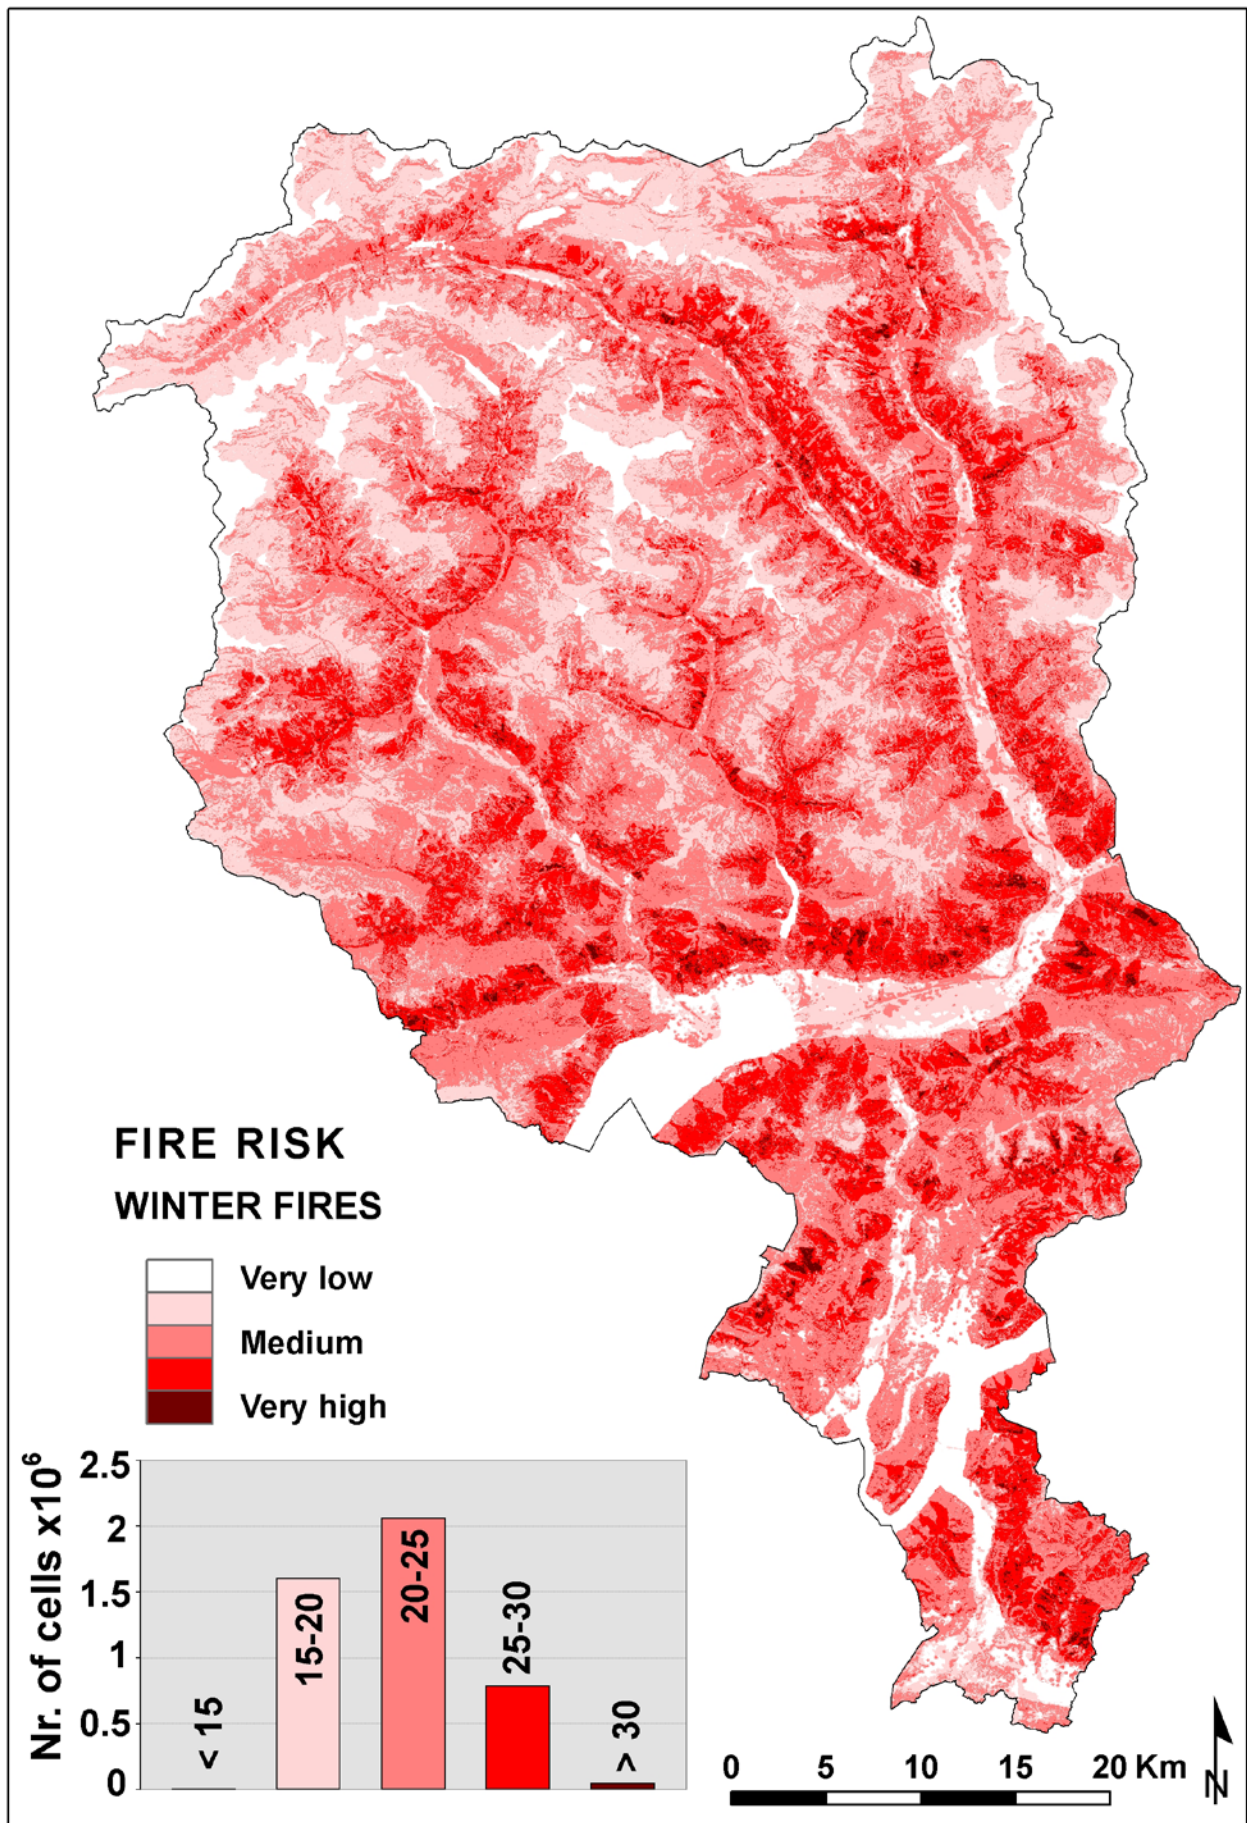 FIRE RISK
WINTER FIRES
Very low
Medium
Very high
Nr. of cells x10⁶
2.5
2
1.5
1
0.5
0
< 15
15-20
20-25
25-30
> 30
0 5 10 15 20 Km
N